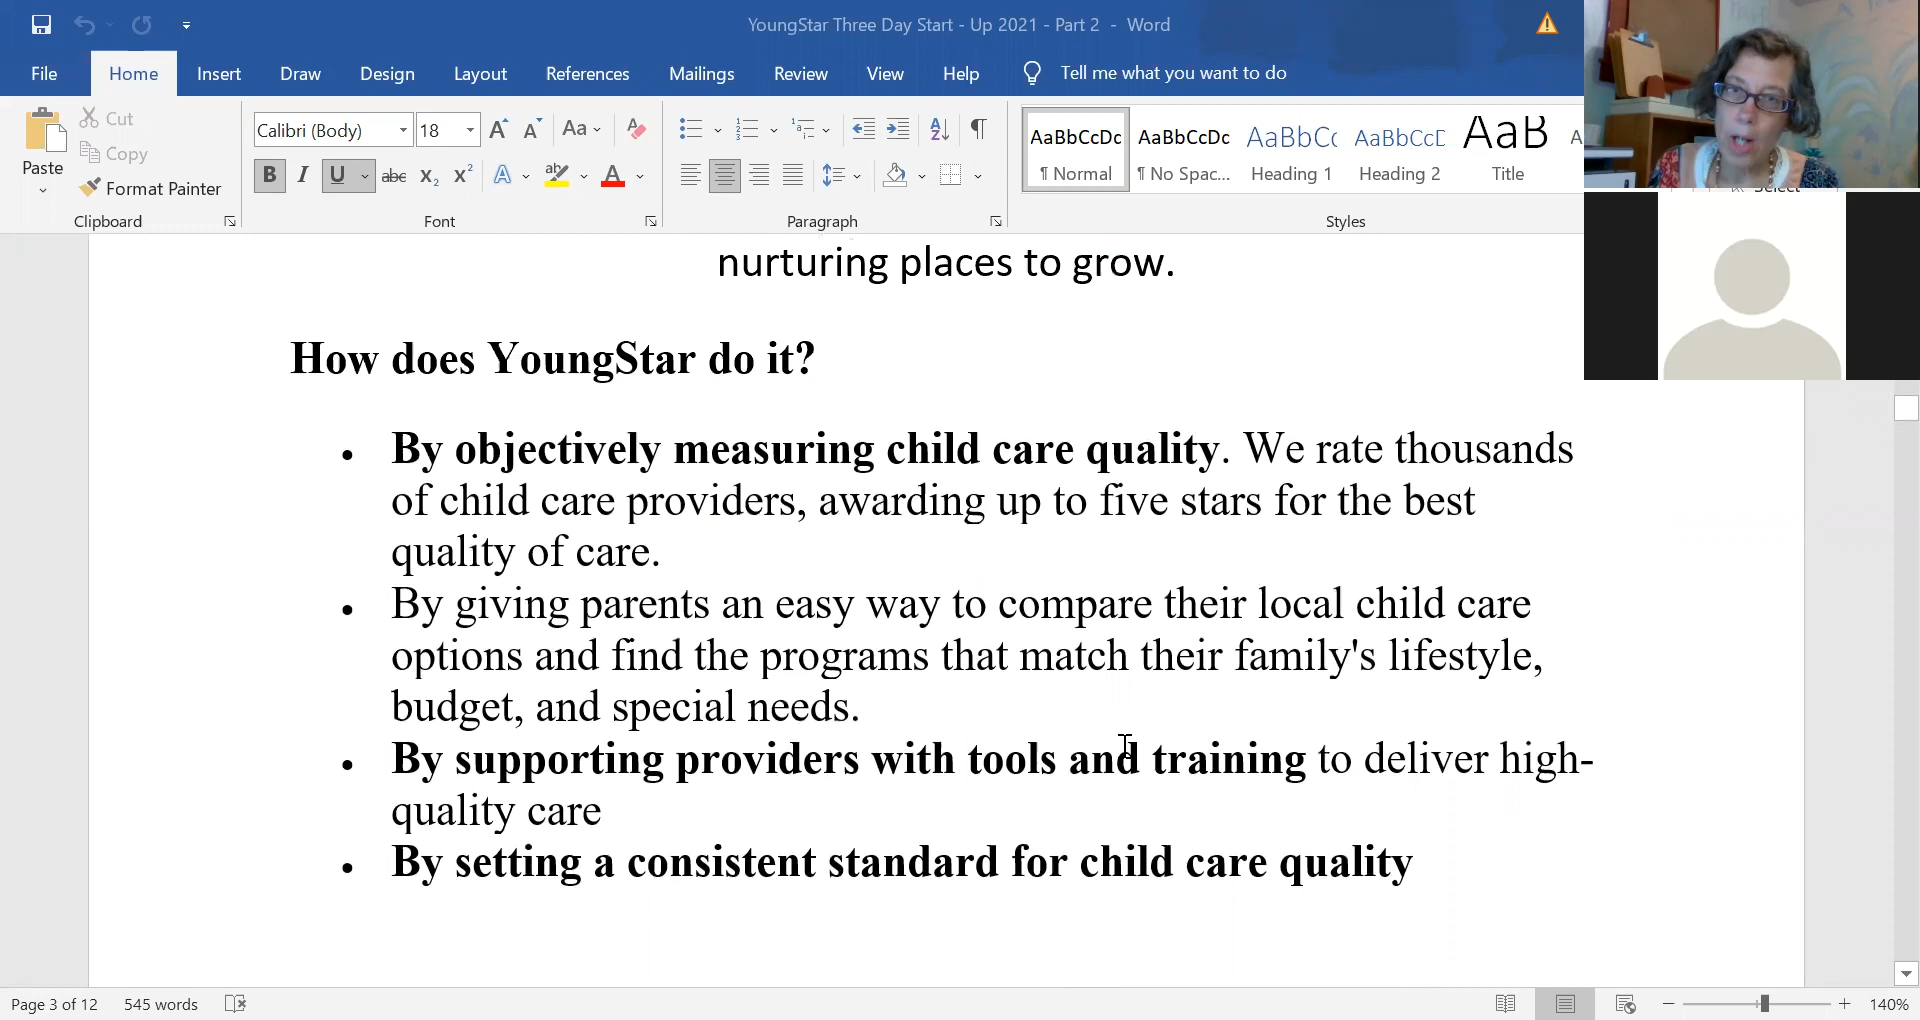 YoungStar Three Day Start - Up 2021 - Part 2 - Word
File Home Insert Draw Design Layout References Mailings Review View Help Tell me what you want to do
Paste
Cut
Copy
Format Painter
Clipboard
Calibri (Body) 18
Font
Paragraph
AaBbCcDc AaBbCcDc AaBbCc AaBbCcD AaB
¶ Normal ¶ No Spac... Heading 1 Heading 2 Title
Styles
Select
nurturing places to grow.
How does YoungStar do it?
• By objectively measuring child care quality. We rate thousands
of child care providers, awarding up to five stars for the best
quality of care.
• By giving parents an easy way to compare their local child care
options and find the programs that match their family's lifestyle,
budget, and special needs.
• By supporting providers with tools and training to deliver high-
quality care
• By setting a consistent standard for child care quality
Page 3 of 12 545 words 140%